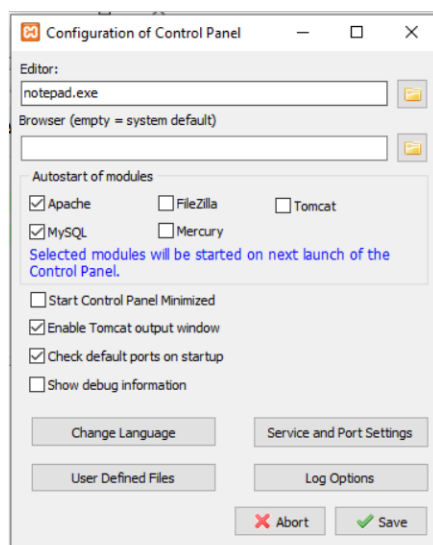 Configuration of Control Panel
Editor:
notepad.exe
Browser (empty = system default)
Autostart of modules
Apache FileZilla Tomcat
MySQL Mercury
Selected modules will be started on next launch of the
Control Panel.
Start Control Panel Minimized
Enable Tomcat output window
Check default ports on startup
Show debug information
Change Language Service and Port Settings
User Defined Files Log Options
Abort Save